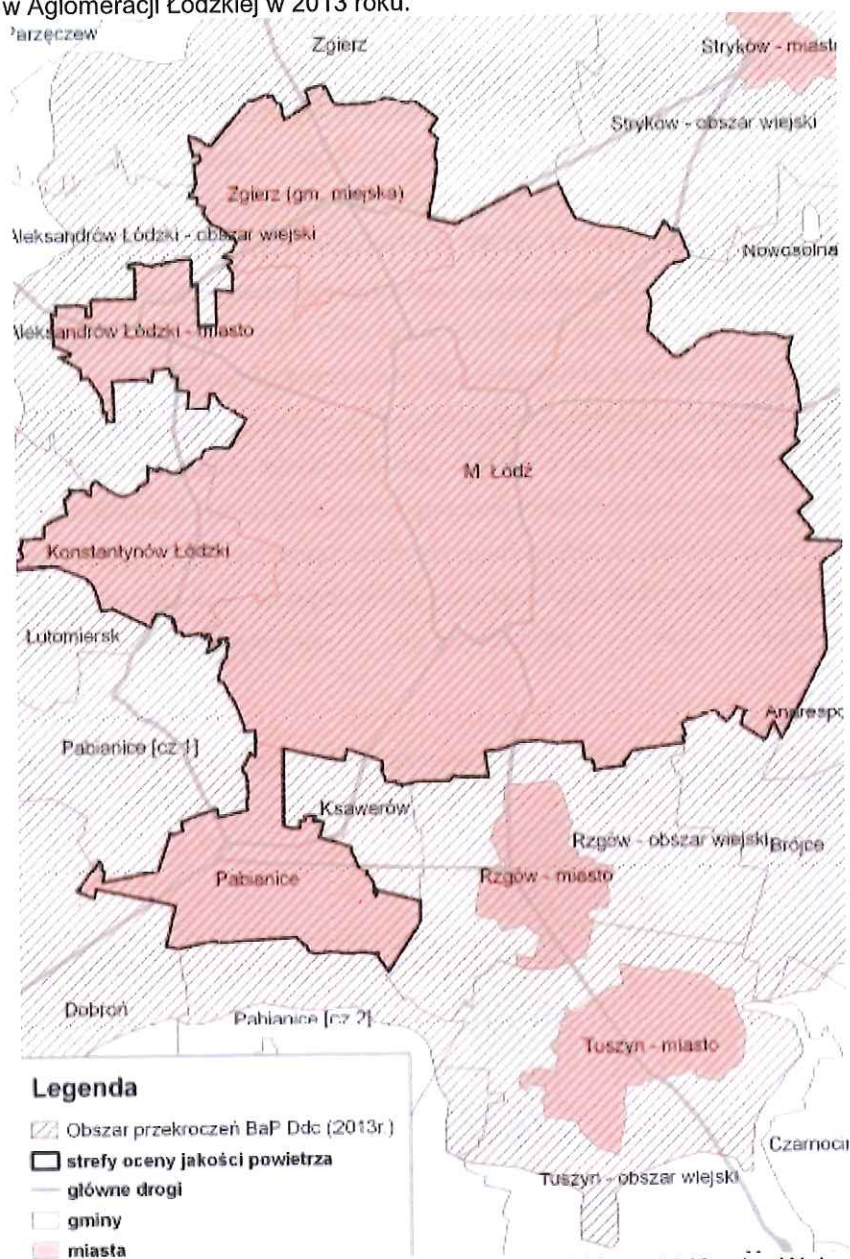 w Aglomeracji Łódzkiej w 2013 roku.
arzęczew
Zgierz
Stryków - miast
Stryków - obszar wiejski
Zgierz (gm. miejska)
Aleksandrów Łódzki - obszar wiejski
Nowosolna
Aleksandrów Łódzki - miasto
M. Łódź
Konstantynów Łódzki
Lutomiersk
Andrespo
Pabianice [cz.1]
Ksawerów
Rzgów - obszar wiejski
Brójce
Pabianice
Rzgów - miasto
Dobroń
Pabianice [cz.2]
Tuszyn - miasto
Legenda
Obszar przekroczeń BaP Ddc (2013r.)
strefy oceny jakości powietrza
główne drogi
gminy
miasta
Czarnocin
Tuszyn - obszar wiejski